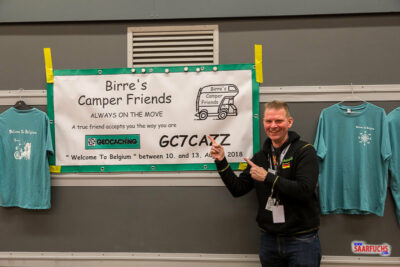 Birre's
Camper Friends
ALWAYS ON THE MOVE
A true friend accepts you the way you are
GEOCACHING
GC7CAZZ
" Welcome To Belgium " between 10. and 13. August 2018
Birre's
Camper
Friends
Welcome To Belgium
SAARFUCHS